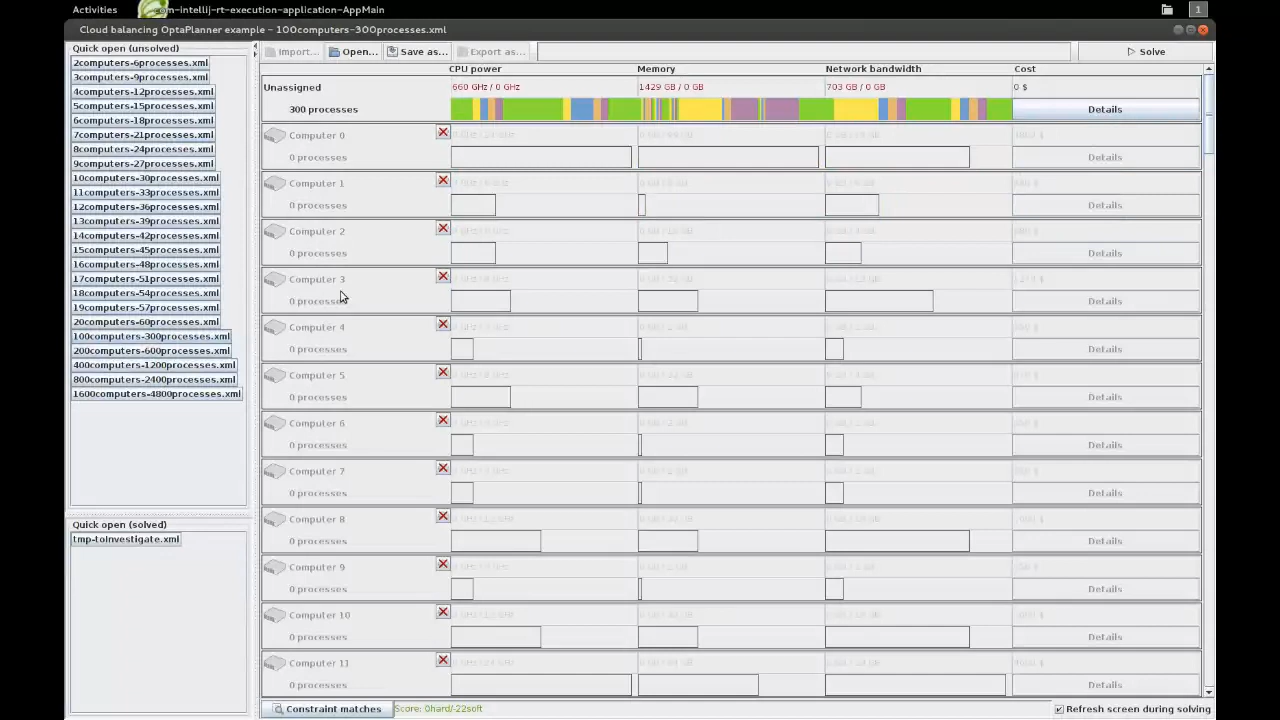 Activities
om-intellij-rt-execution-application-AppMain
1
Cloud balancing OptaPlanner example - 100computers-300processes.xml
Quick open (unsolved)
2computers-6processes.xml
3computers-9processes.xml
4computers-12processes.xml
5computers-15processes.xml
6computers-18processes.xml
7computers-21processes.xml
8computers-24processes.xml
9computers-27processes.xml
10computers-30processes.xml
11computers-33processes.xml
12computers-36processes.xml
13computers-39processes.xml
14computers-42processes.xml
15computers-45processes.xml
16computers-48processes.xml
17computers-51processes.xml
18computers-54processes.xml
19computers-57processes.xml
20computers-60processes.xml
100computers-300processes.xml
200computers-600processes.xml
400computers-1200processes.xml
800computers-2400processes.xml
1600computers-4800processes.xml
Quick open (solved)
tmp-toInvestigate.xml
Import... Open... Save as... Export as... Solve
CPU power Memory Network bandwidth Cost
Unassigned 660 GHz / 0 GHz 1429 GB / 0 GB 703 GB / 0 GB 0 $
300 processes Details
Computer 0
0 processes Details
Computer 1
0 processes Details
Computer 2
0 processes Details
Computer 3
0 processes Details
Computer 4
0 processes Details
Computer 5
0 processes Details
Computer 6
0 processes Details
Computer 7
0 processes Details
Computer 8
0 processes Details
Computer 9
0 processes Details
Computer 10
0 processes Details
Computer 11
0 processes Details
Constraint matches Score: 0hard/-22soft Refresh screen during solving